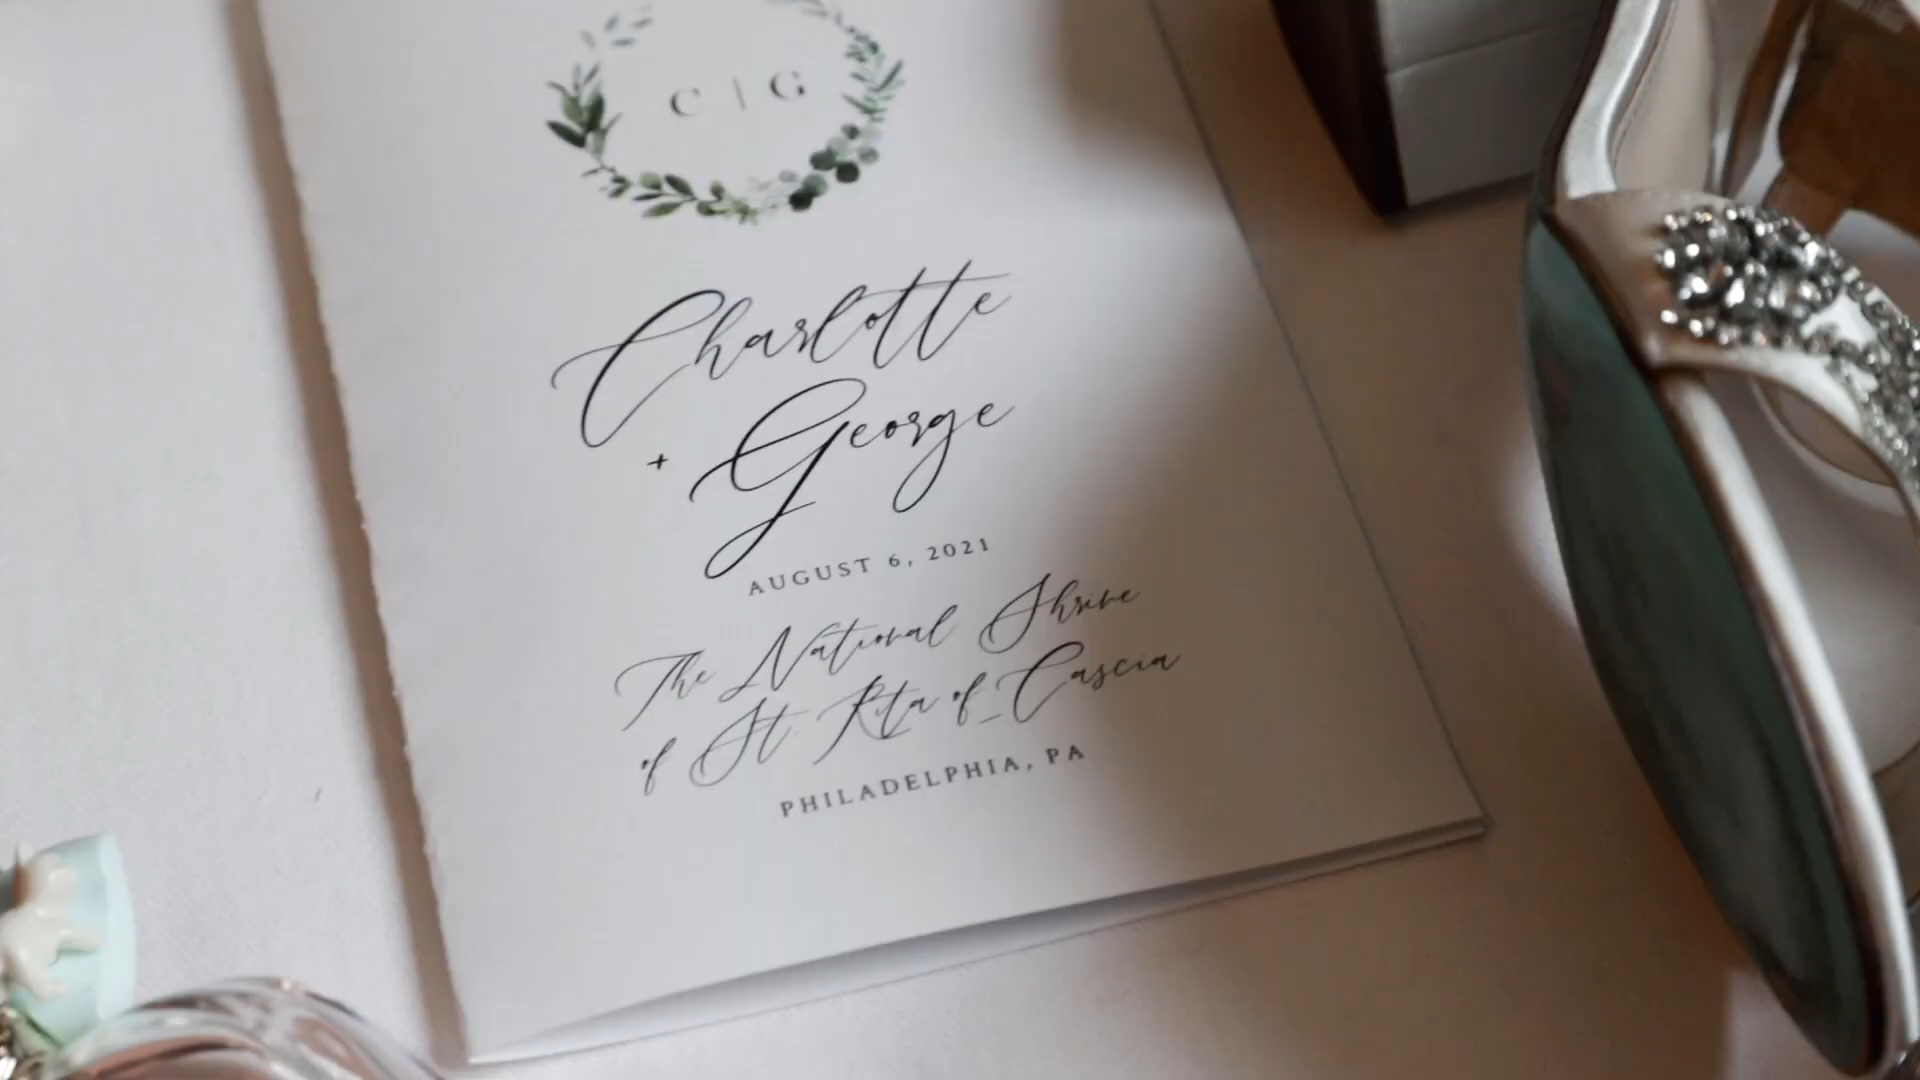 C | G
Charlotte
+ George
AUGUST 6, 2021
The National Shrine
of St Rita of Cascia
PHILADELPHIA, PA